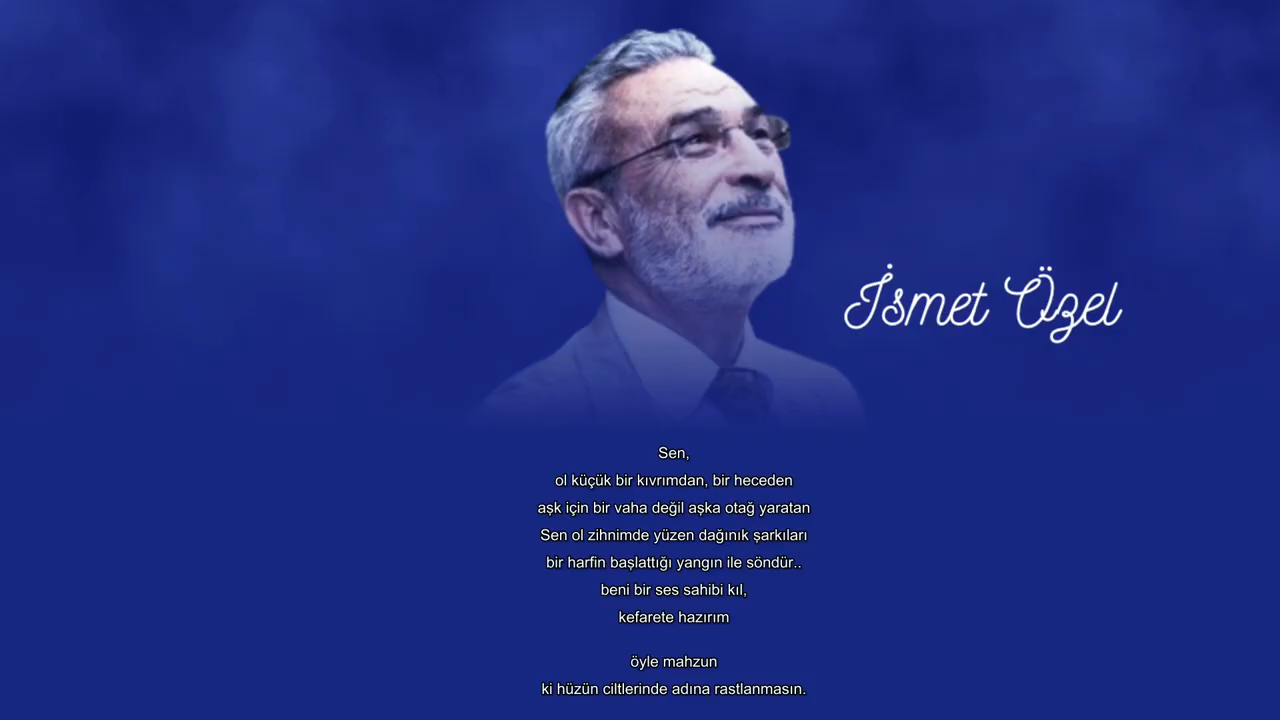 İsmet Özel
Sen,
ol küçük bir kıvrımdan, bir heceden
aşk için bir vaha değil aşka otağ yaratan
Sen ol zihnimde yüzen dağınık şarkıları
bir harfin başlattığı yangın ile söndür..
beni bir ses sahibi kıl,
kefarete hazırım
öyle mahzun
ki hüzün ciltlerinde adına rastlanmasın.